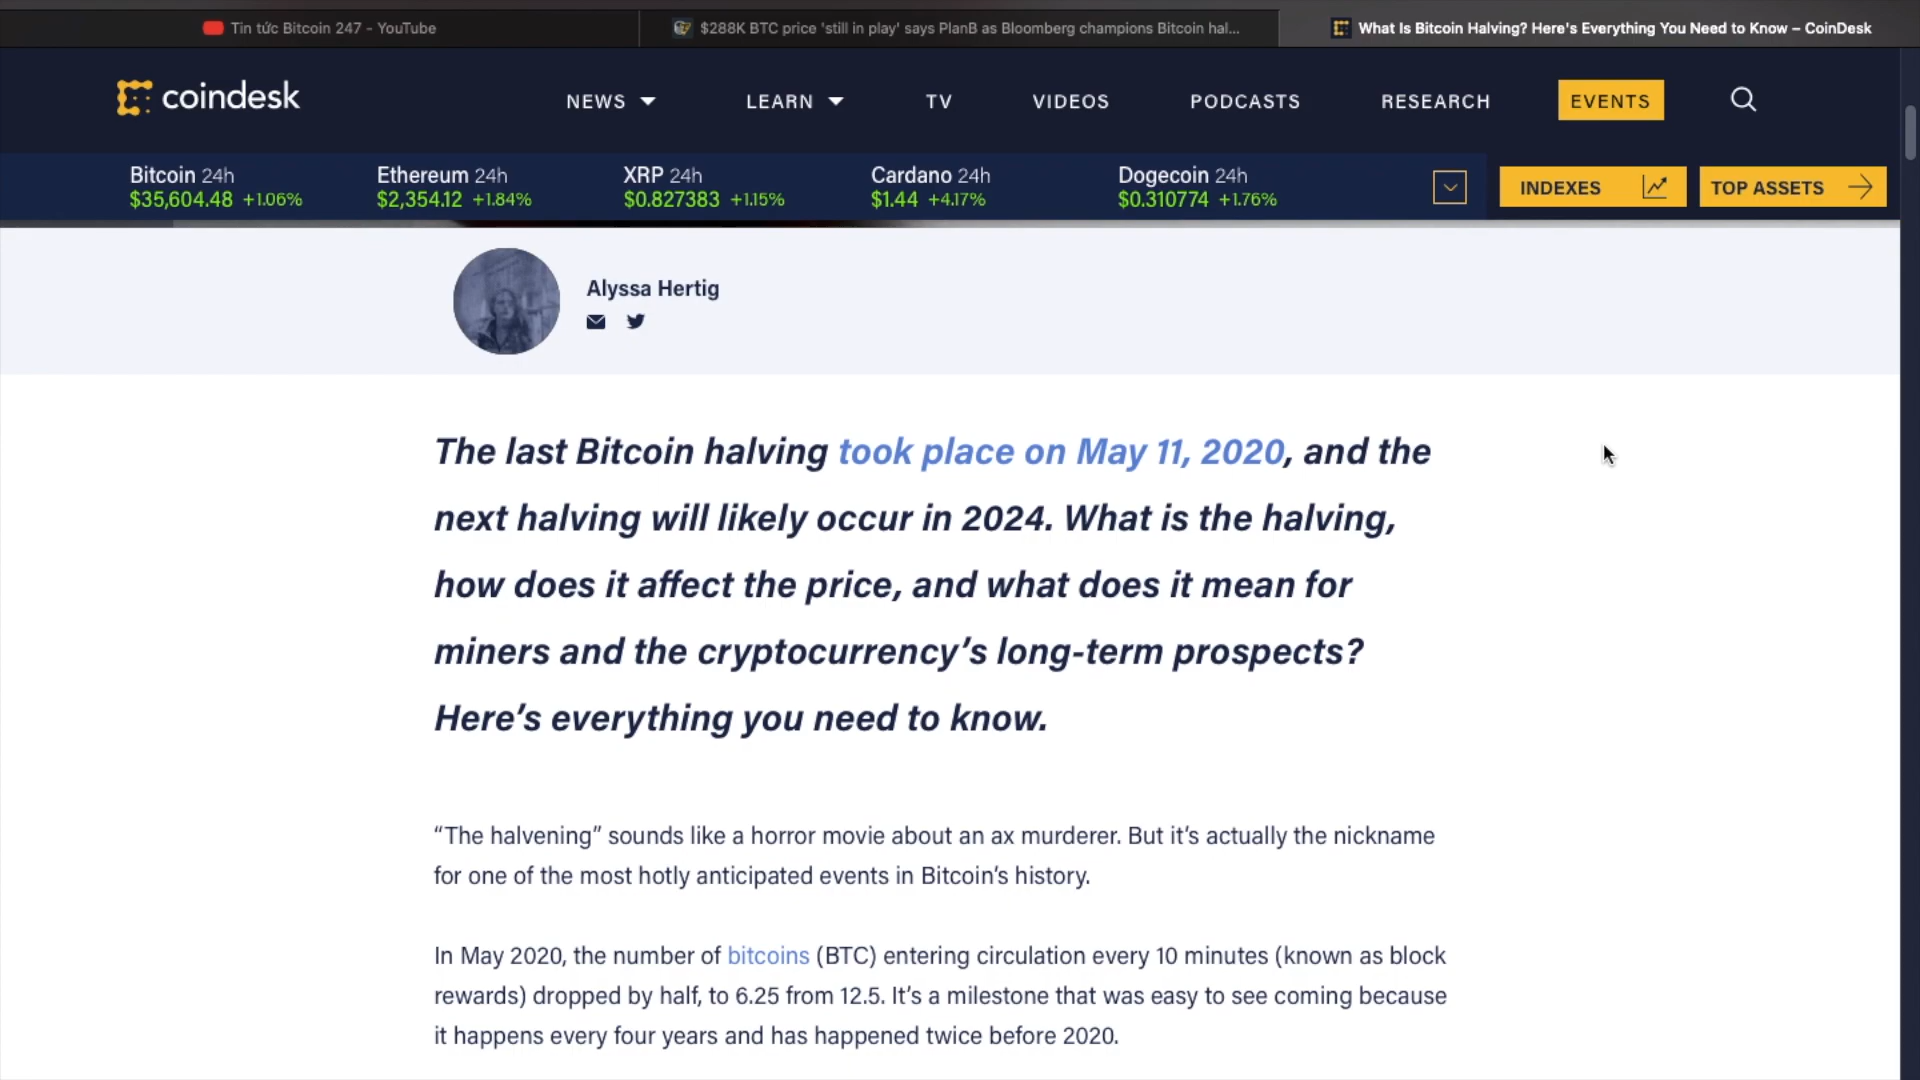 Tin tức Bitcoin 247 - YouTube
$288K BTC price 'still in play' says PlanB as Bloomberg champions Bitcoin hal...
What Is Bitcoin Halving? Here's Everything You Need to Know – CoinDesk
coindesk
NEWS LEARN TV VIDEOS PODCASTS RESEARCH EVENTS
Bitcoin 24h Ethereum 24h XRP 24h Cardano 24h Dogecoin 24h
$35,604.48 +1.06% $2,354.12 +1.84% $0.827383 +1.15% $1.44 +4.17% $0.310774 +1.76%
INDEXES TOP ASSETS
Alyssa Hertig
The last Bitcoin halving took place on May 11, 2020, and the
next halving will likely occur in 2024. What is the halving,
how does it affect the price, and what does it mean for
miners and the cryptocurrency’s long-term prospects?
Here’s everything you need to know.
“The halvening” sounds like a horror movie about an ax murderer. But it’s actually the nickname
for one of the most hotly anticipated events in Bitcoin’s history.
In May 2020, the number of bitcoins (BTC) entering circulation every 10 minutes (known as block
rewards) dropped by half, to 6.25 from 12.5. It’s a milestone that was easy to see coming because
it happens every four years and has happened twice before 2020.